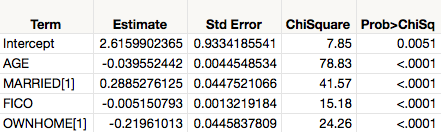 Term Estimate Std Error ChiSquare Prob>ChiSq
Intercept 2.6159902365 0.9334185541 7.85 0.0051
AGE -0.039552442 0.0044548534 78.83 <.0001
MARRIED[1] 0.2885276125 0.0447521066 41.57 <.0001
FICO -0.005150793 0.0013219184 15.18 <.0001
OWNHOME[1] -0.21961013 0.0445837809 24.26 <.0001